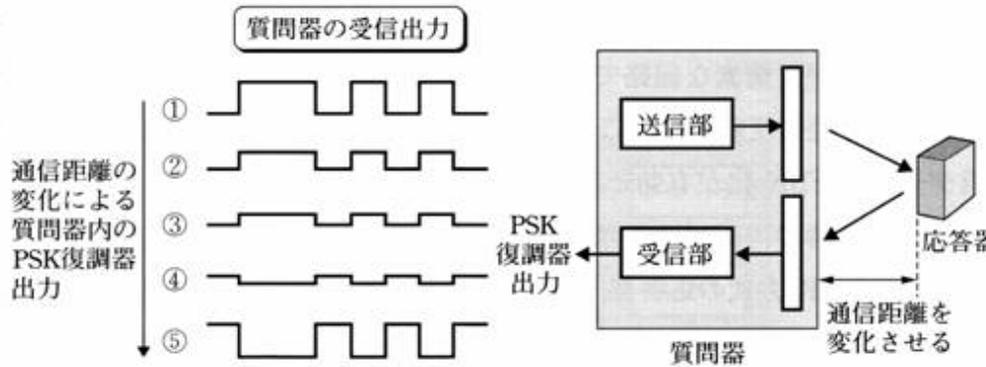 質問器の受信出力
①
②
③
④
⑤
通信距離の
変化による
質問器内の
PSK復調器
出力
送信部
受信部
PSK
復調器
出力
応答器
通信距離を
変化させる
質問器